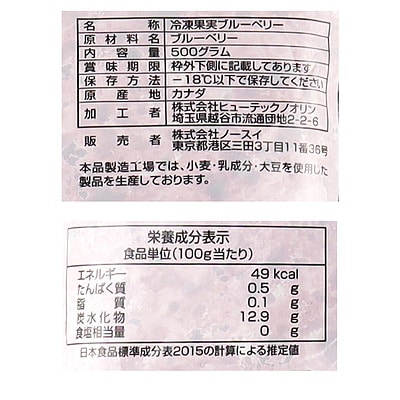 名称 冷凍果実ブルーベリー
原材料名 ブルーベリー
内容量 500グラム
賞味期限 枠外下側に記載してあります
保存方法 －18℃以下で保存してください
原産地 カナダ
加工者 株式会社ヒューテックノオリン
埼玉県越谷市流通団地2-2-6
販売者 株式会社ノースイ
東京都港区三田3丁目11番36号
本品製造工場では、小麦・乳成分・大豆を使用した
製品を生産しております。
栄養成分表示
食品単位(100g当たり)
エネルギー 49 kcal
たんぱく質 0.5 g
脂質 0.1 g
炭水化物 12.9 g
食塩相当量 0 g
日本食品標準成分表2015の計算による推定値